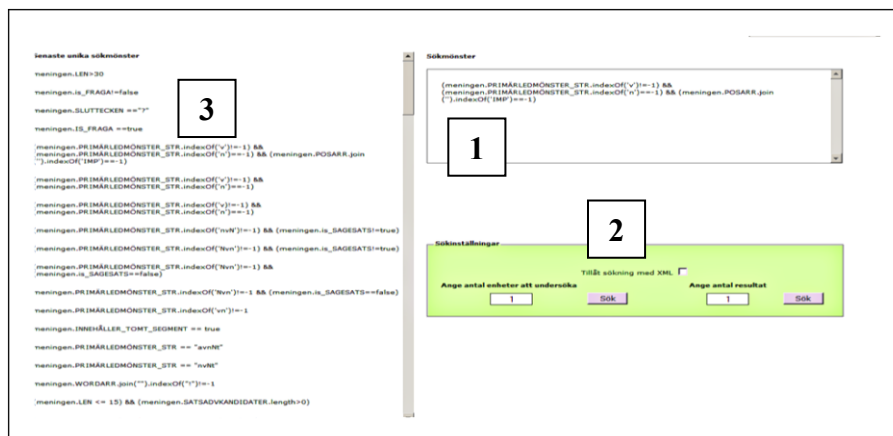 Senaste unika sökmönster
meningen.LEN>30
meningen.is_FRAGA!=false
meningen.SLUTTECKEN =="?"
meningen.IS_FRAGA ==true
(meningen.PRIMÄRLEDMÖNSTER_STR.indexOf('v')!=-1) &&
(meningen.PRIMÄRLEDMÖNSTER_STR.indexOf('n')==-1) && (meningen.POSARR.join
('').indexOf('IMP')==-1)
(meningen.PRIMÄRLEDMÖNSTER_STR.indexOf('v')!=-1) &&
(meningen.PRIMÄRLEDMÖNSTER_STR.indexOf('n')==-1)
(meningen.PRIMÄRLEDMÖNSTER_STR.indexOf('v')=-1) &&
(meningen.PRIMÄRLEDMÖNSTER_STR.indexOf('n')==-1)
(meningen.PRIMÄRLEDMÖNSTER_STR.indexOf('nvN')!=-1) && (meningen.is_SAGESATS!=true)
(meningen.PRIMÄRLEDMÖNSTER_STR.indexOf('Nvn')!=-1) && (meningen.is_SAGESATS!=true)
(meningen.PRIMÄRLEDMÖNSTER_STR.indexOf('Nvn')!=-1) &&
(meningen.is_SAGESATS==false)
meningen.PRIMÄRLEDMÖNSTER_STR.indexOf('Nvn')!=-1 && (meningen.is_SAGESATS==false)
meningen.PRIMÄRLEDMÖNSTER_STR.indexOf('vn')!=-1
meningen.INNEHÅLLER_TOMT_SEGMENT == true
meningen.PRIMÄRLEDMÖNSTER_STR == "avnNt"
meningen.PRIMÄRLEDMÖNSTER_STR == "nvNt"
meningen.WORDARR.join("").indexOf("!")!=-1
(meningen.LEN <= 15) && (meningen.SATSADVKANDIDATER.length>0)
3
Sökmönster
(meningen.PRIMÄRLEDMÖNSTER_STR.indexOf('v')!=-1) &&
(meningen.PRIMÄRLEDMÖNSTER_STR.indexOf('n')==-1) && (meningen.POSARR.join
('').indexOf('IMP')==-1)
1
2
Sökinställningar
Tillåt sökning med XML
Ange antal enheter att undersöka Ange antal resultat
1 Sök 1 Sök